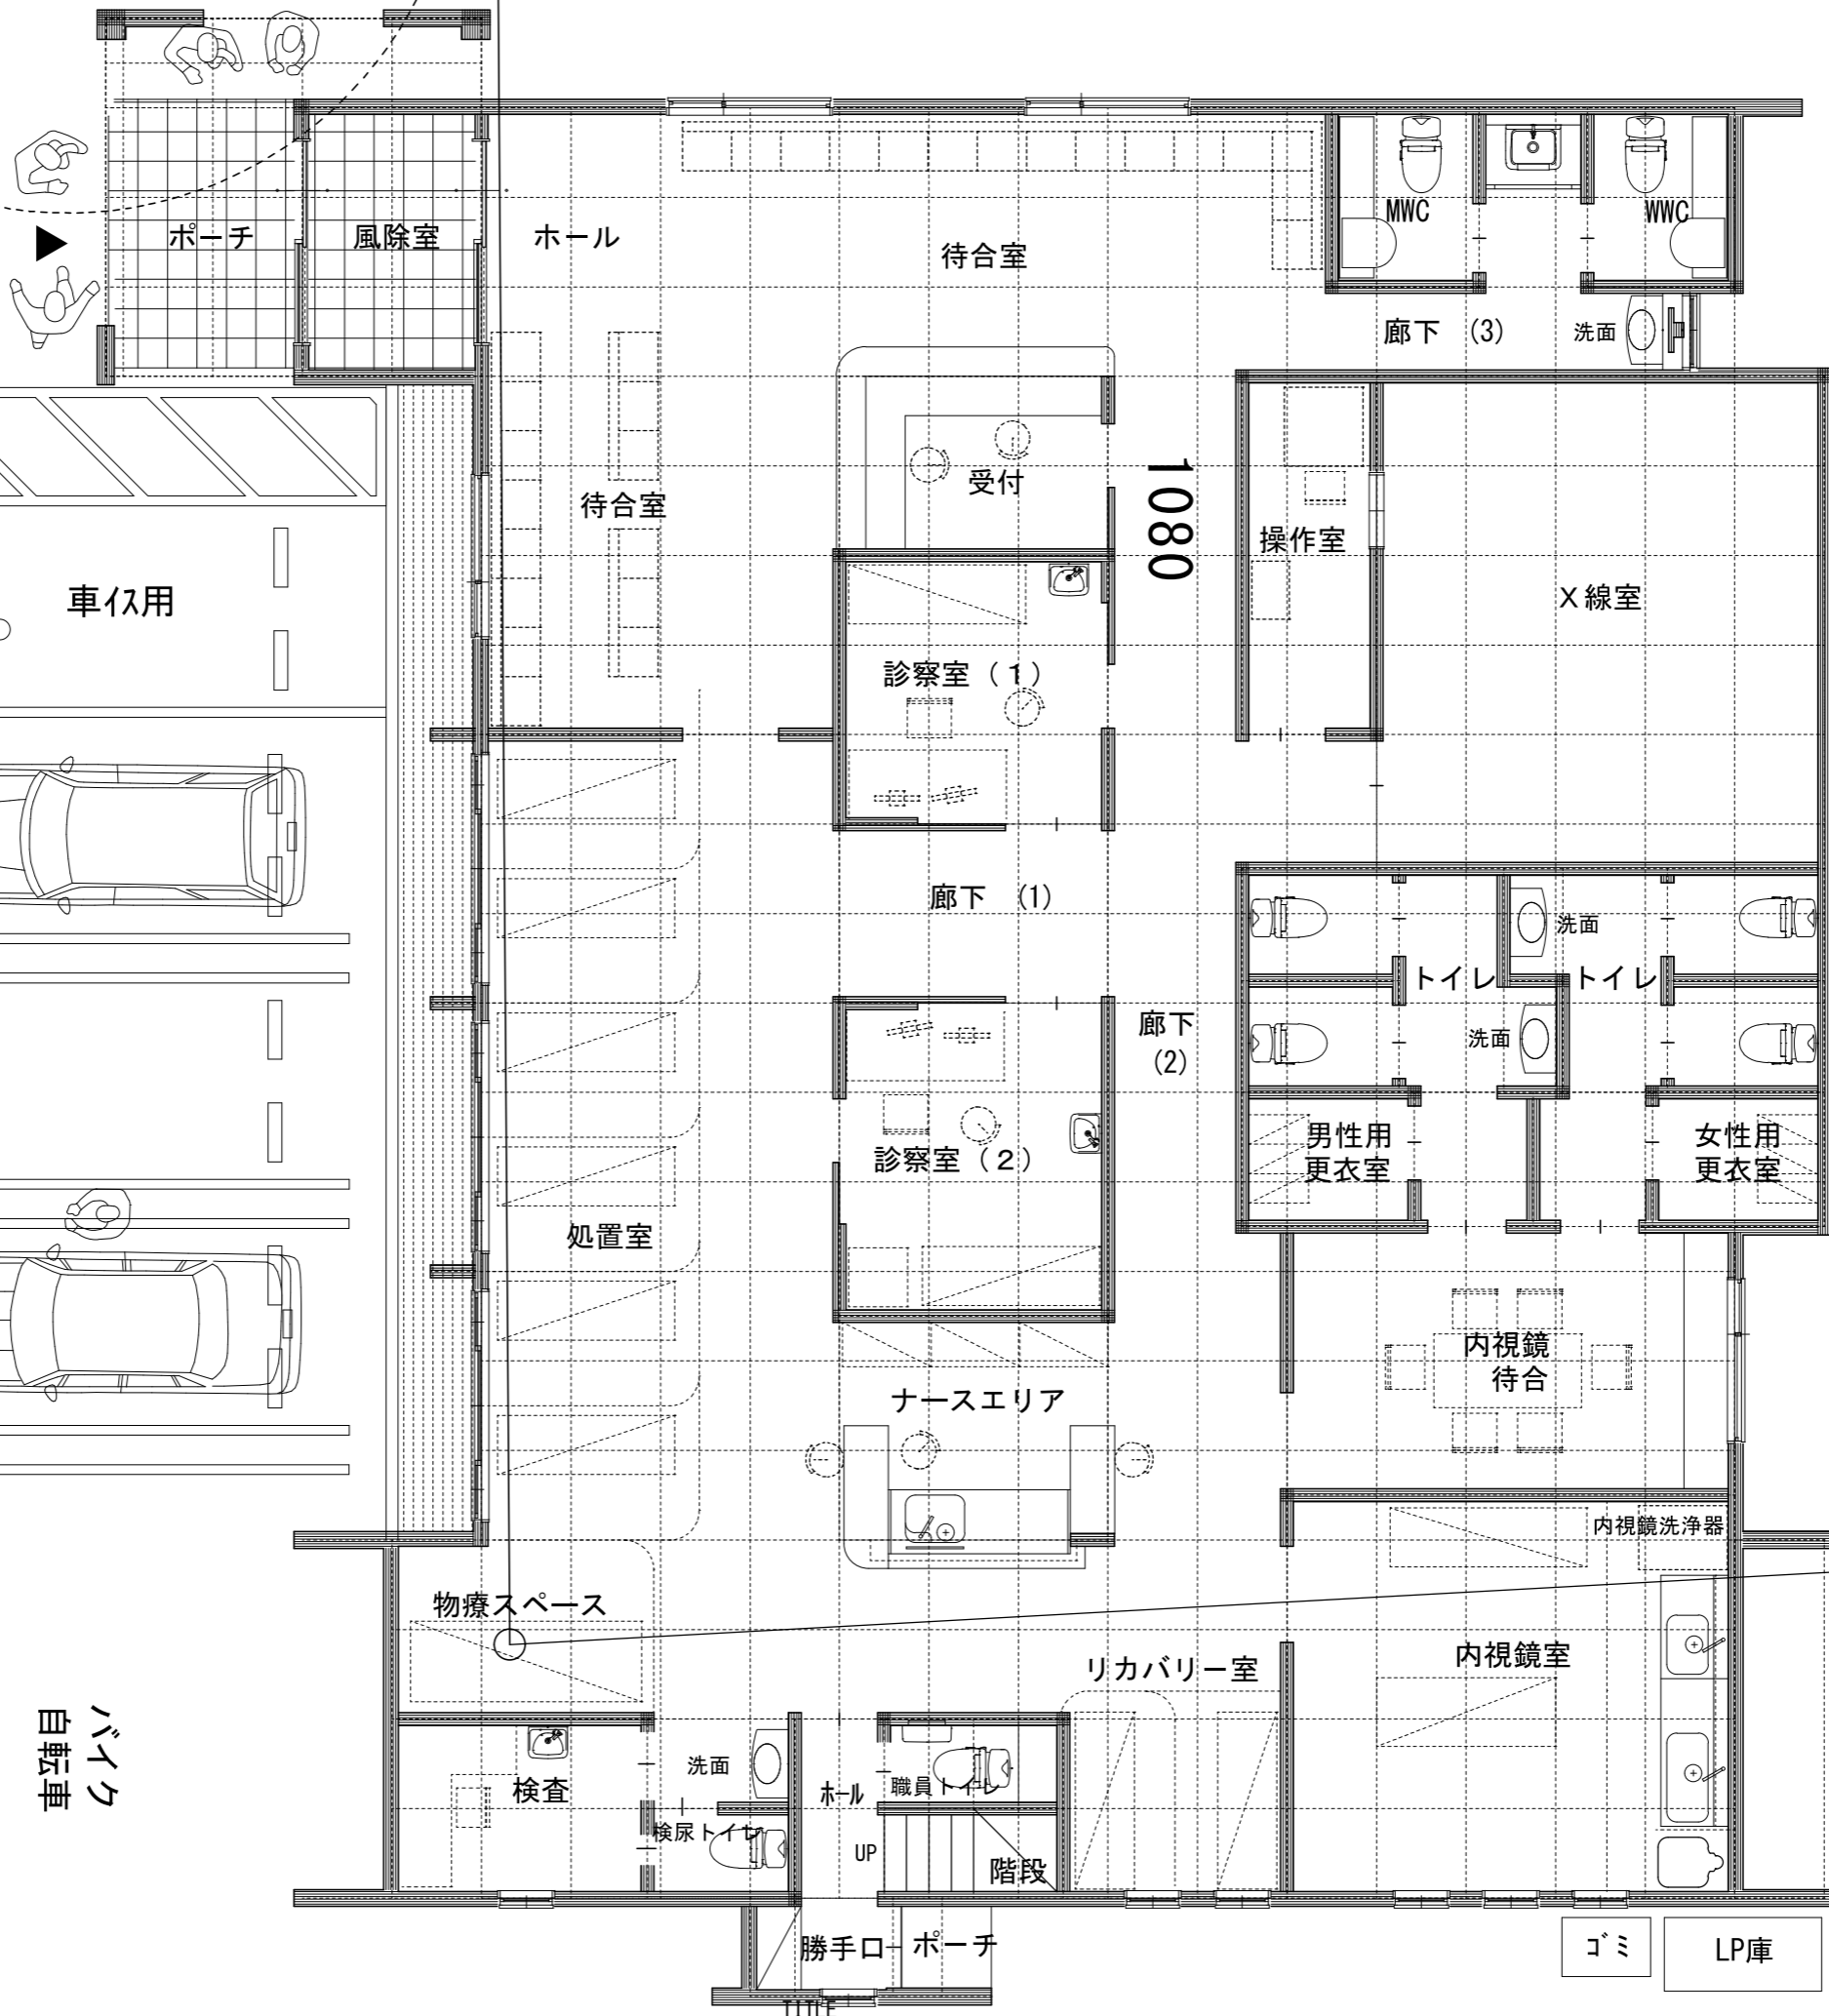 ポーチ
風除室
ホール
待合室
MWC
WWC
廊下 (3)
洗面
待合室
受付
1080
操作室
X線室
車イス用
診察室(1)
廊下 (1)
洗面
トイレ
トイレ
洗面
廊下
(2)
診察室(2)
男性用
更衣室
女性用
更衣室
処置室
内視鏡
待合
ナースエリア
内視鏡洗浄器
物療スペース
リカバリー室
内視鏡室
バイク
自転車
検査
洗面
ホール
職員トイレ
検尿トイレ
UP
階段
勝手口
ポーチ
ゴミ
LP庫
TITLE